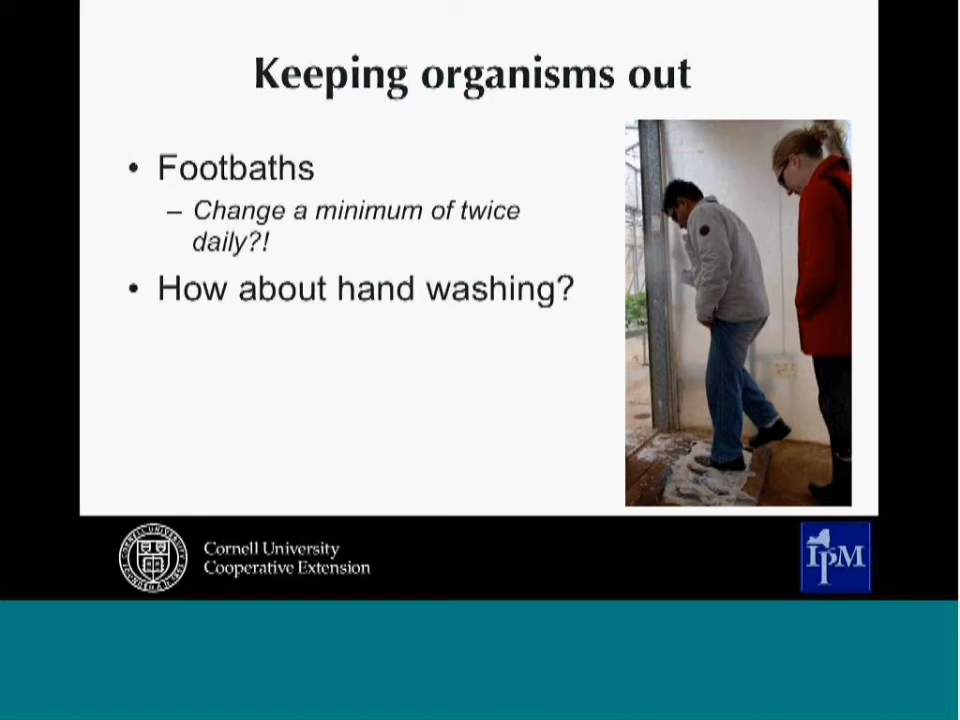 Keeping organisms out
• Footbaths
– Change a minimum of twice
daily?!
• How about hand washing?
Cornell University
Cooperative Extension
IPM